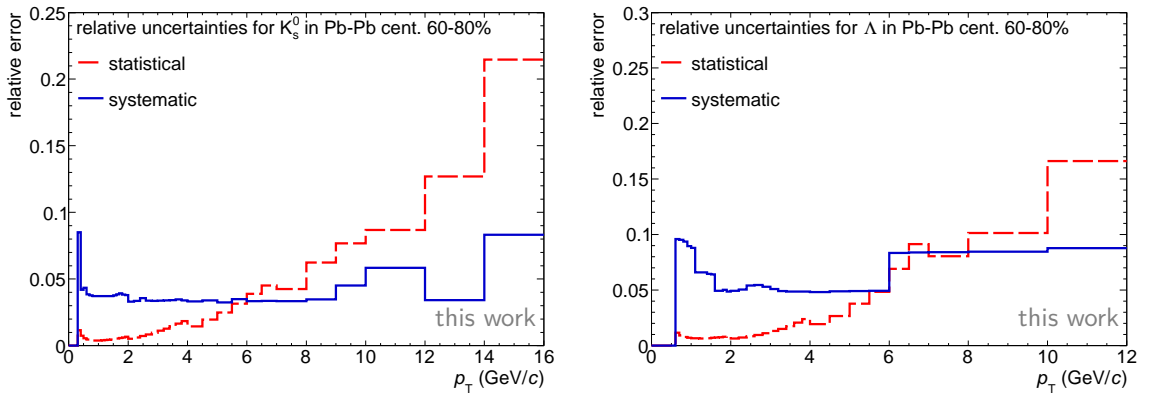 relative uncertainties for K⁰ₛ in Pb-Pb cent. 60-80%
statistical
systematic
relative error
0.25
0.2
0.15
0.1
0.05
0
0 2 4 6 8 10 12 14 16
p_T (GeV/c)
this work
relative uncertainties for Λ in Pb-Pb cent. 60-80%
statistical
systematic
relative error
0.3
0.25
0.2
0.15
0.1
0.05
0
0 2 4 6 8 10 12
p_T (GeV/c)
this work